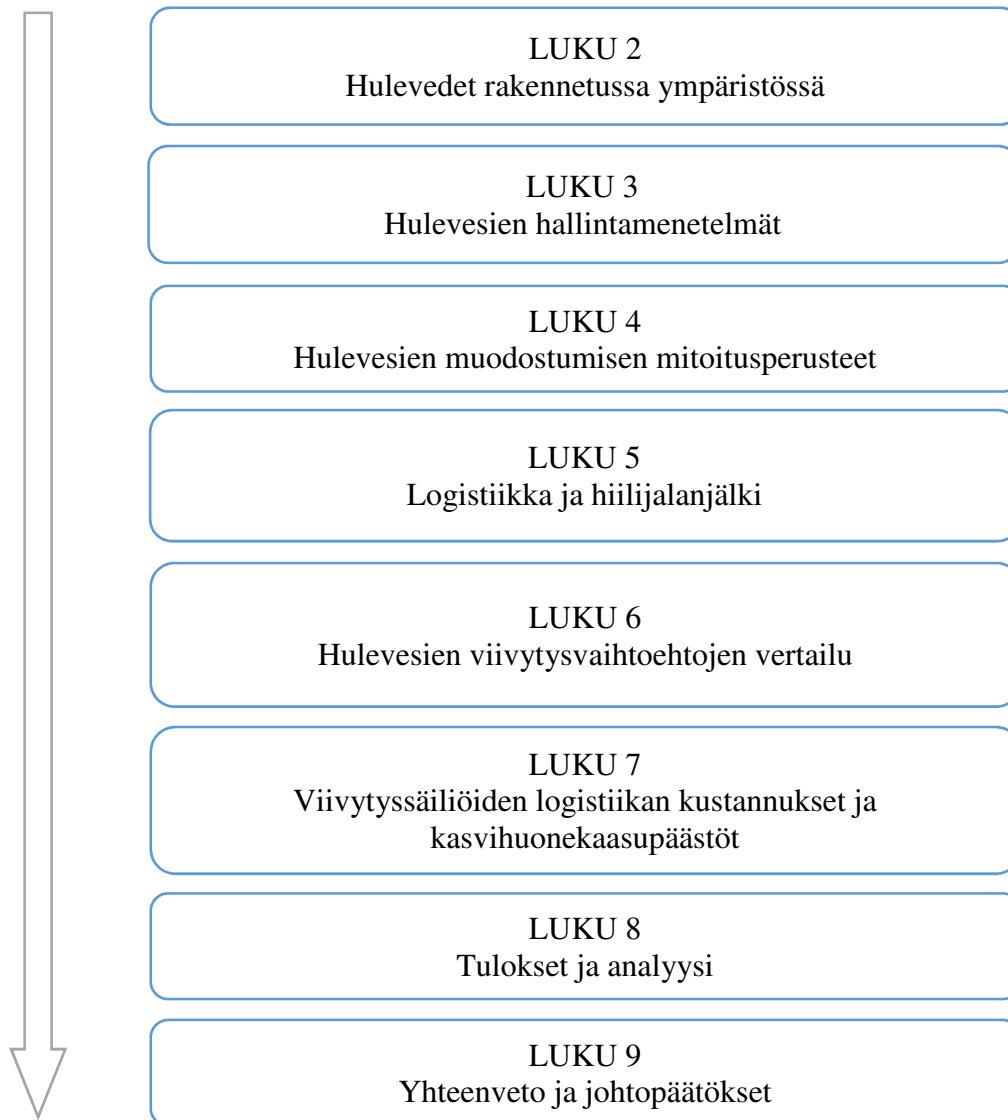 LUKU 2
Hulevedet rakennetussa ympäristössä
LUKU 3
Hulevesien hallintamenetelmät
LUKU 4
Hulevesien muodostumisen mitoitusperusteet
LUKU 5
Logistiikka ja hiilijalanjälki
LUKU 6
Hulevesien viivytysvaihtoehtojen vertailu
LUKU 7
Viivytyssäiliöiden logistiikan kustannukset ja
kasvihuonekaasupäästöt
LUKU 8
Tulokset ja analyysi
LUKU 9
Yhteenveto ja johtopäätökset